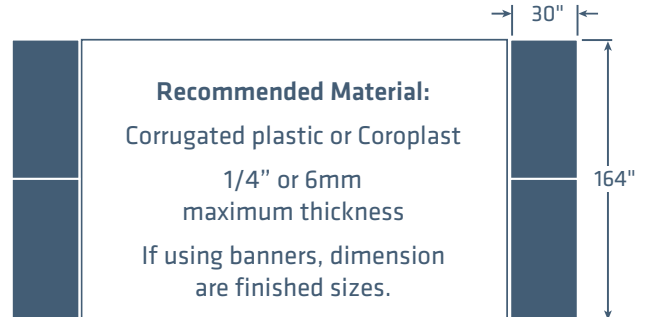 30"
Recommended Material:
Corrugated plastic or Coroplast
1/4” or 6mm
maximum thickness
164"
If using banners, dimension
are finished sizes.